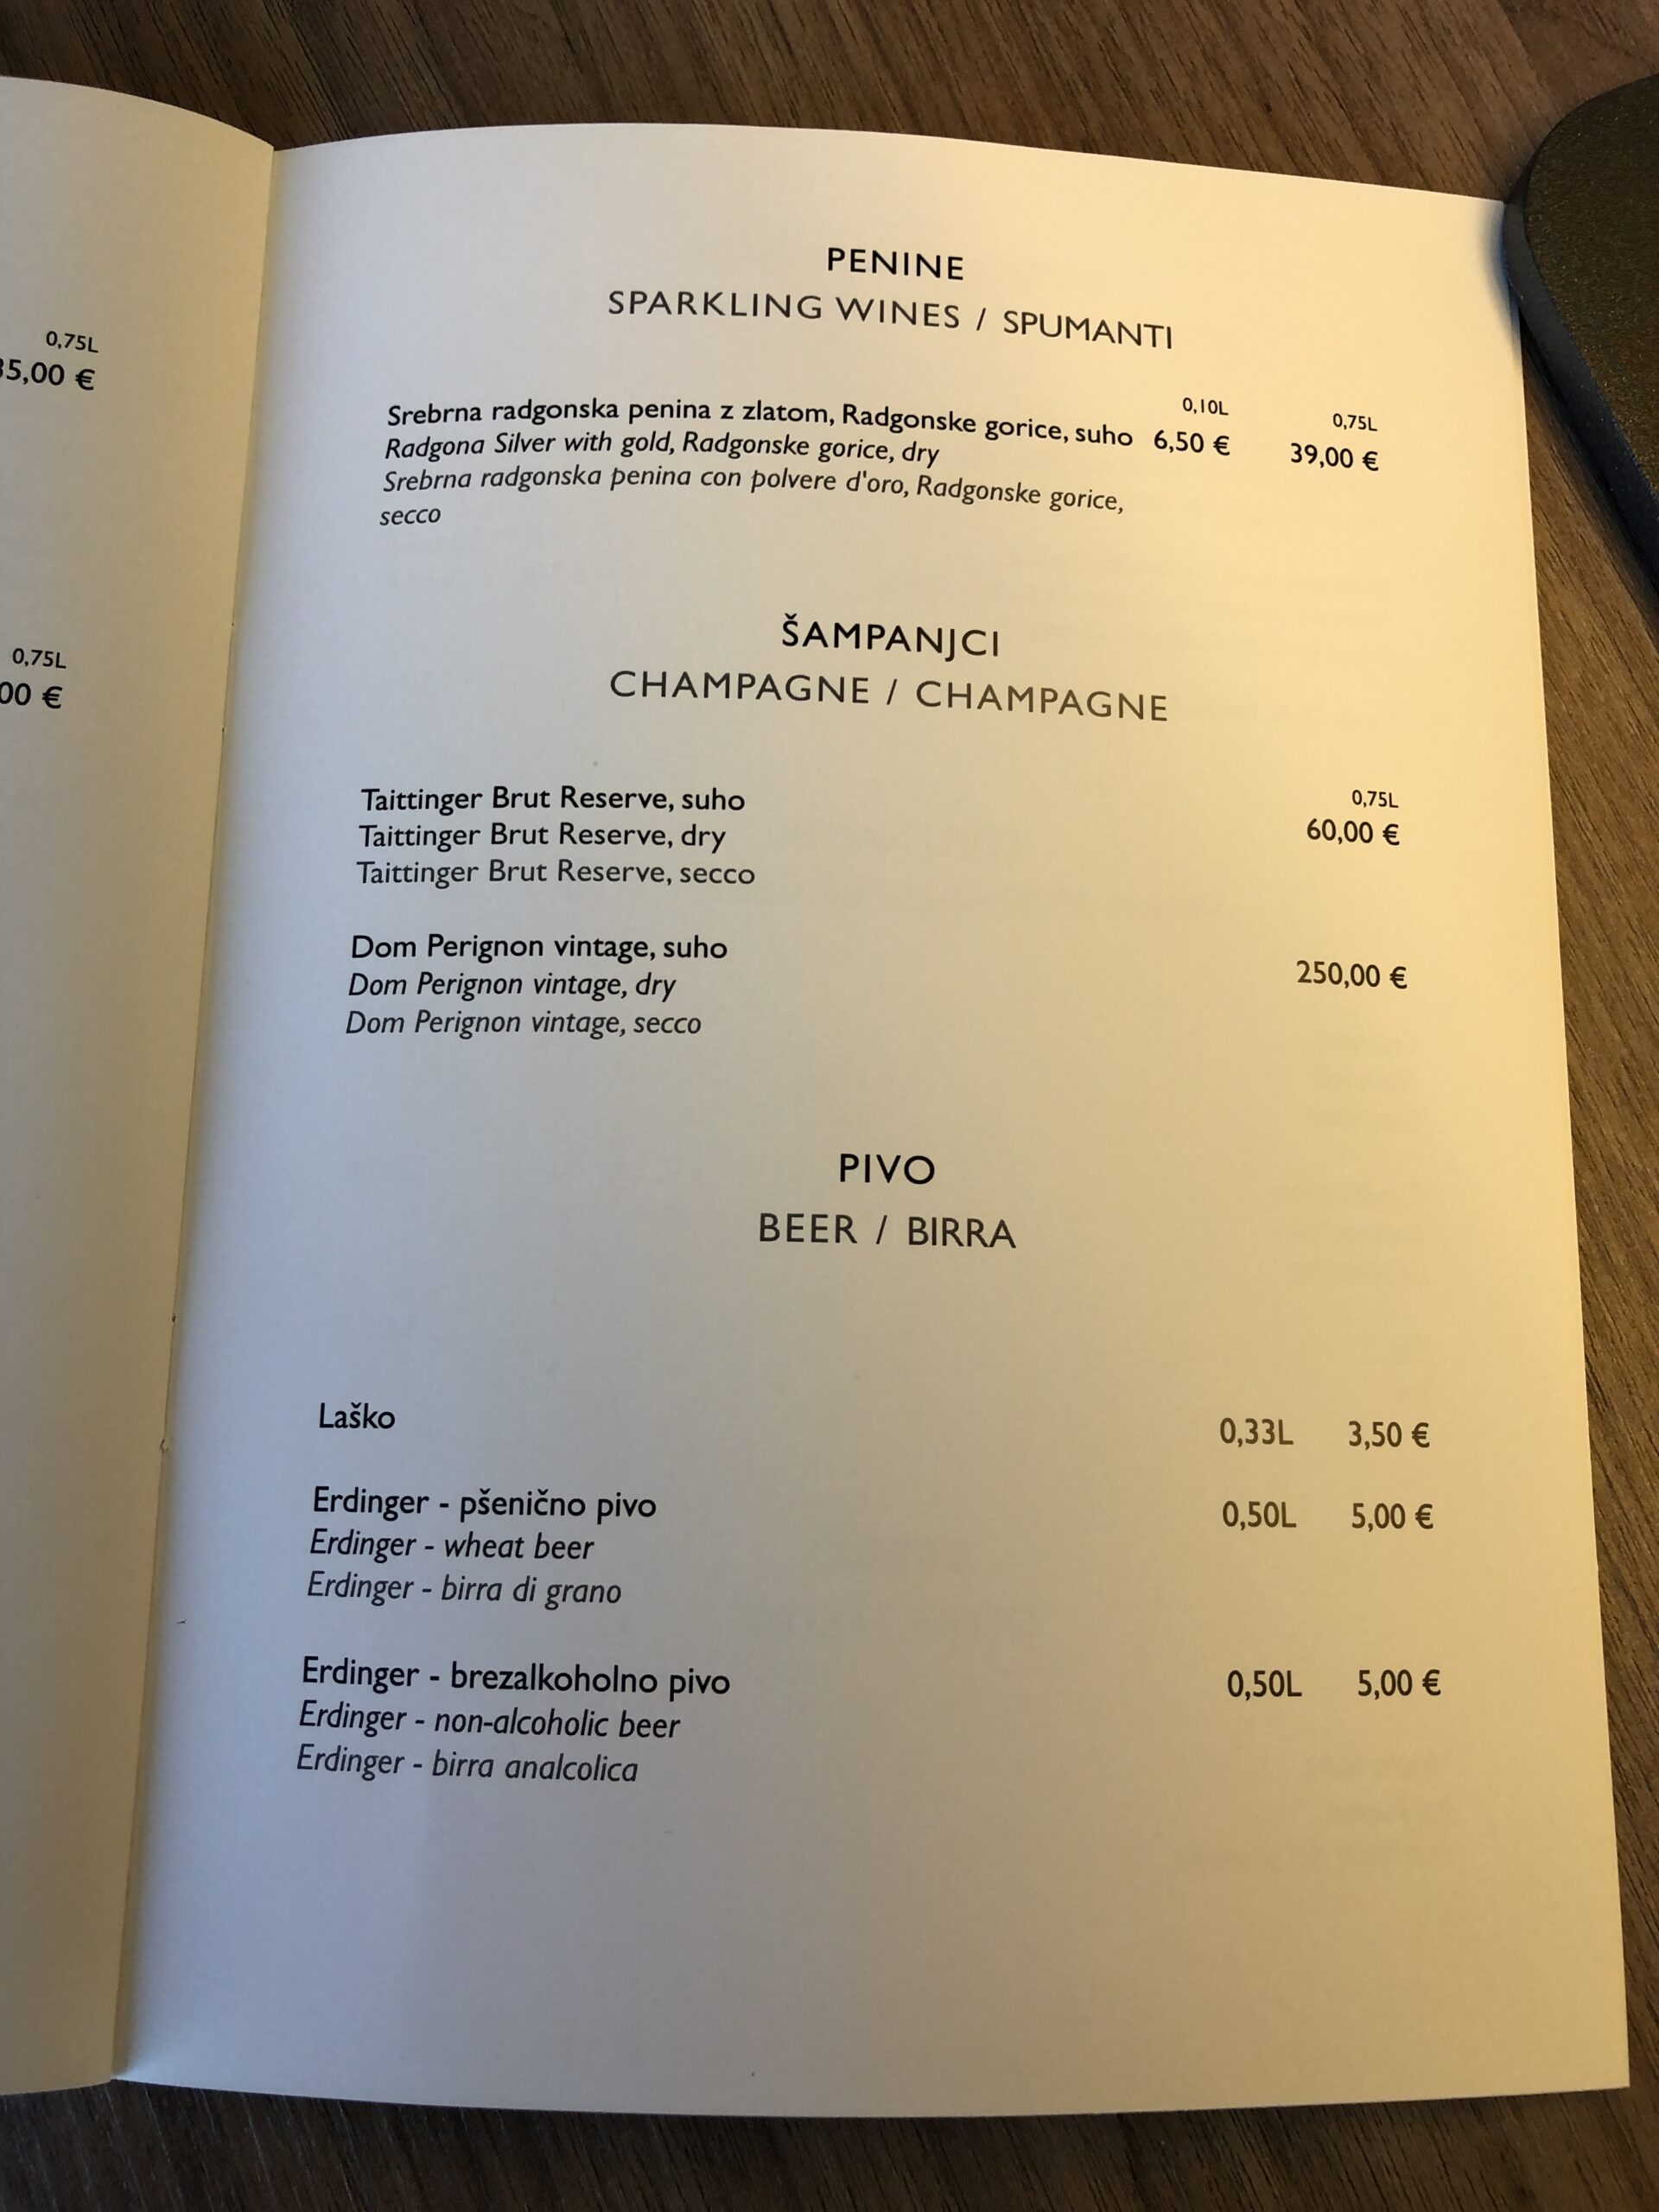 0,75L
35,00 €
0,75L
00 €
PENINE
SPARKLING WINES / SPUMANTI
0,10L 0,75L
Srebrna radgonska penina z zlatom, Radgonske gorice, suho 6,50 € 39,00 €
Radgona Silver with gold, Radgonske gorice, dry
Srebrna radgonska penina con polvere d'oro, Radgonske gorice,
secco
ŠAMPANJCI
CHAMPAGNE / CHAMPAGNE
Taittinger Brut Reserve, suho 0,75L
Taittinger Brut Reserve, dry 60,00 €
Taittinger Brut Reserve, secco
Dom Perignon vintage, suho
Dom Perignon vintage, dry 250,00 €
Dom Perignon vintage, secco
PIVO
BEER / BIRRA
Laško 0,33L 3,50 €
Erdinger - pšenično pivo 0,50L 5,00 €
Erdinger - wheat beer
Erdinger - birra di grano
Erdinger - brezalkoholno pivo 0,50L 5,00 €
Erdinger - non-alcoholic beer
Erdinger - birra analcolica